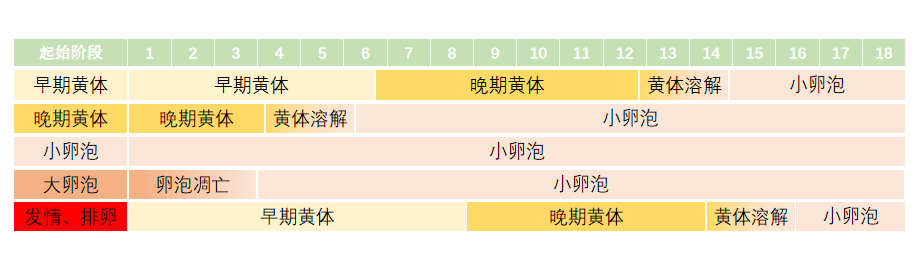 起始阶段 1 2 3 4 5 6 7 8 9 10 11 12 13 14 15 16 17 18
早期黄体 早期黄体 晚期黄体 黄体溶解 小卵泡
晚期黄体 晚期黄体 黄体溶解 小卵泡
小卵泡 小卵泡
大卵泡 卵泡凋亡 小卵泡
发情、排卵 早期黄体 晚期黄体 黄体溶解 小卵泡